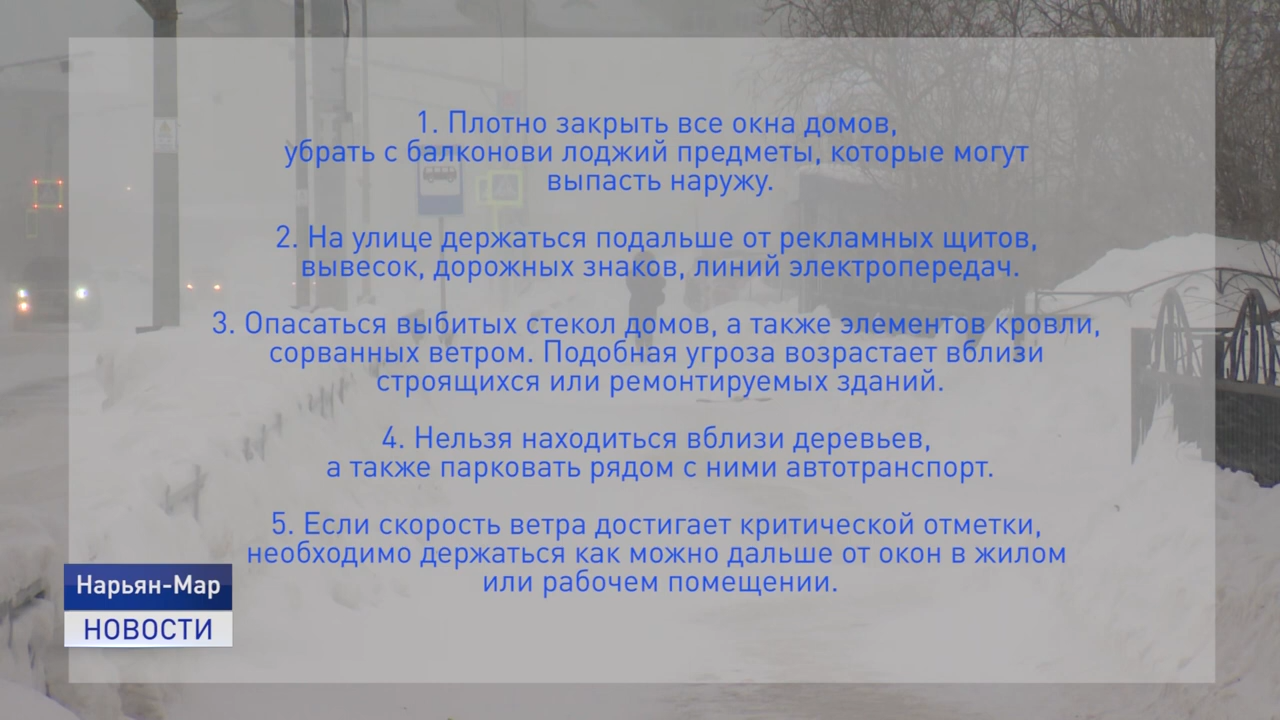 1. Плотно закрыть все окна домов,
убрать с балконови лоджий предметы, которые могут
выпасть наружу.
2. На улице держаться подальше от рекламных щитов,
вывесок, дорожных знаков, линий электропередач.
3. Опасаться выбитых стекол домов, а также элементов кровли,
сорванных ветром. Подобная угроза возрастает вблизи
строящихся или ремонтируемых зданий.
4. Нельзя находиться вблизи деревьев,
а также парковать рядом с ними автотранспорт.
5. Если скорость ветра достигает критической отметки,
необходимо держаться как можно дальше от окон в жилом
или рабочем помещении.
Нарьян-Мар
НОВОСТИ